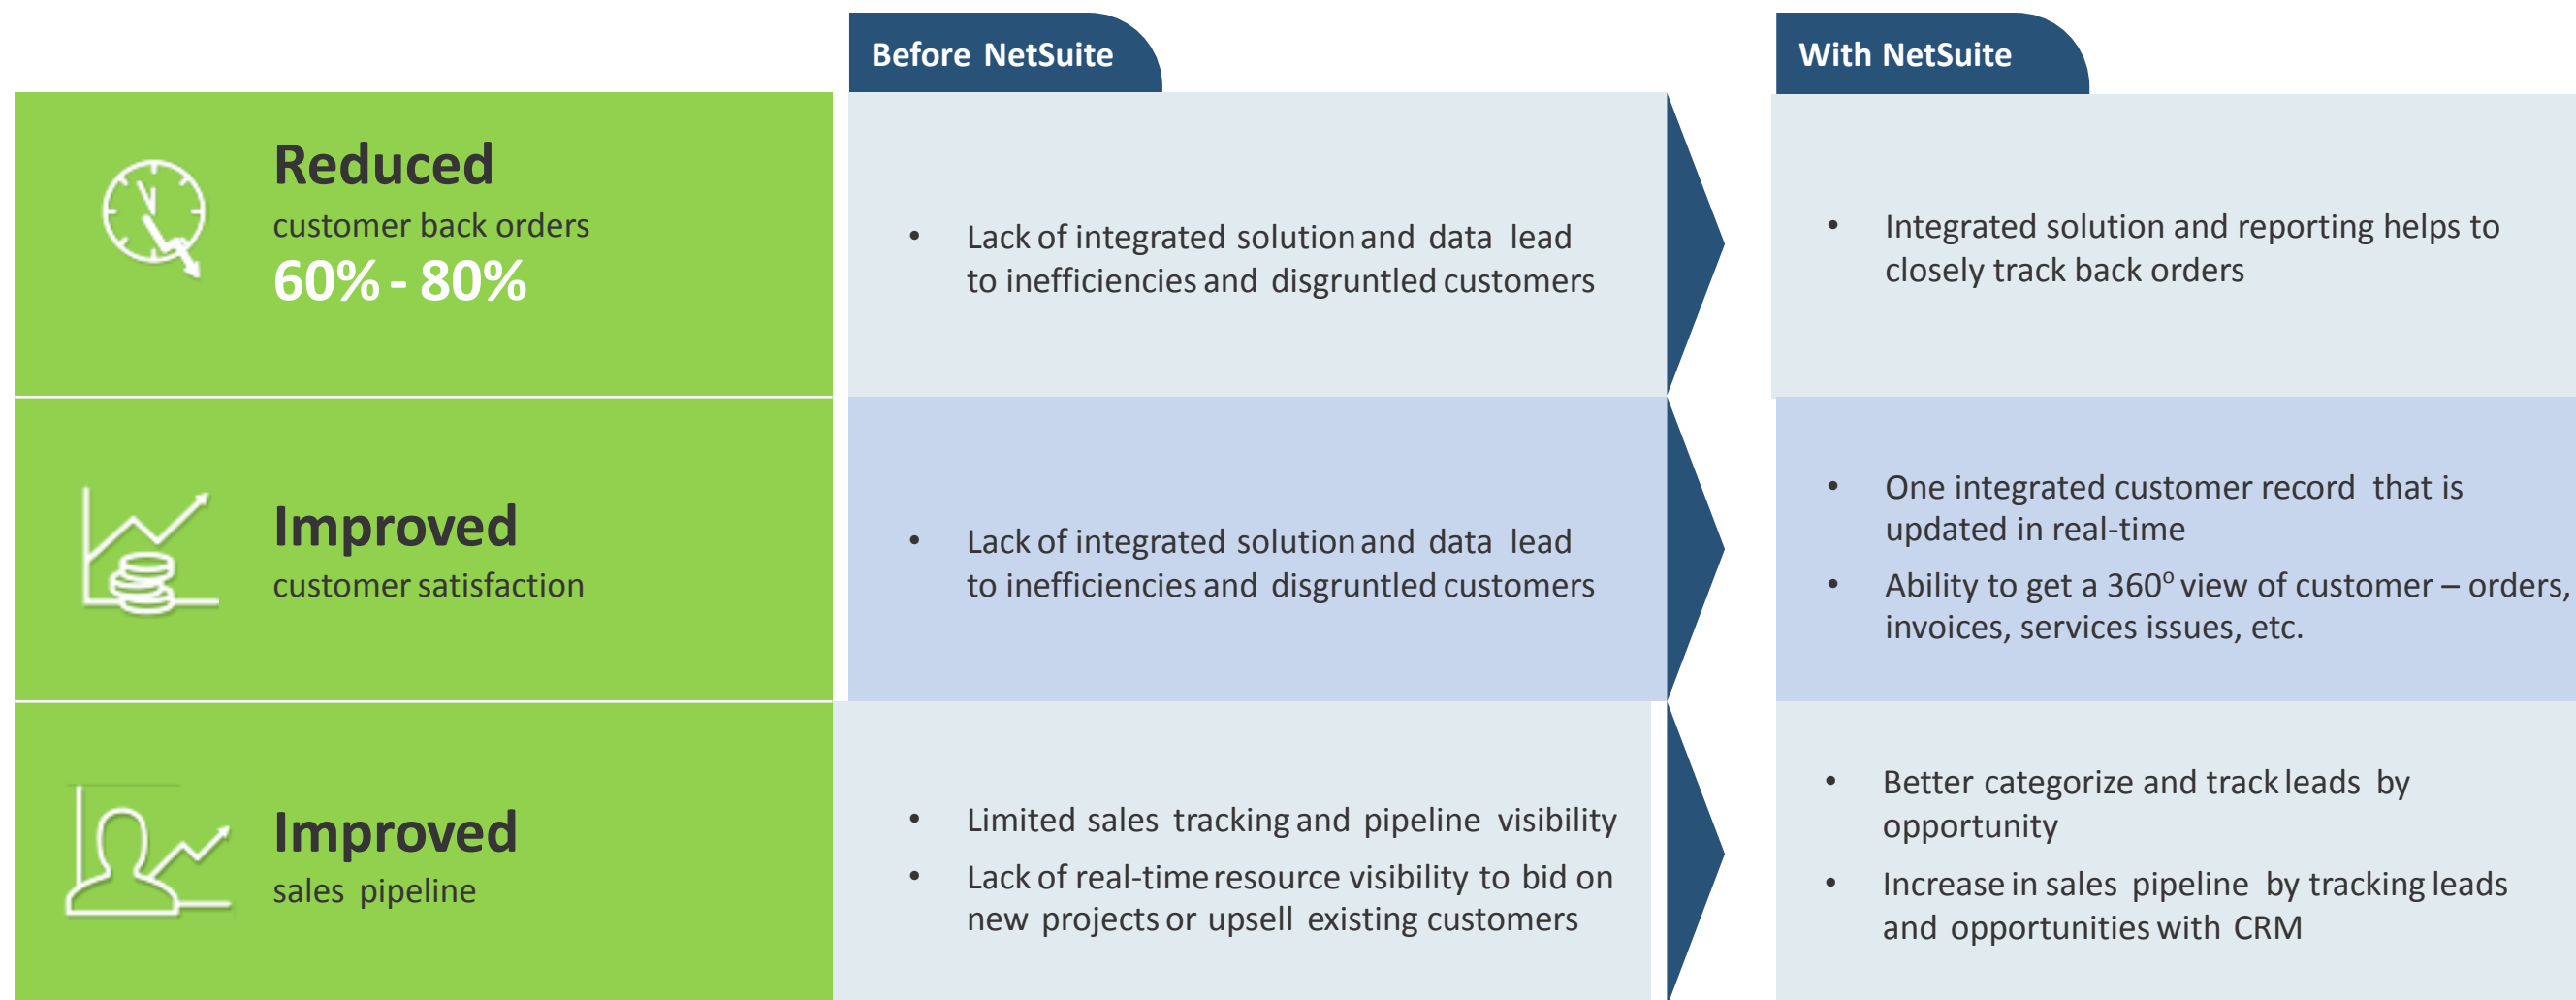 Before NetSuite
With NetSuite
Reduced
customer back orders
60% - 80%
• Lack of integrated solution and data lead
to inefficiencies and disgruntled customers
• Integrated solution and reporting helps to
closely track back orders
Improved
customer satisfaction
• Lack of integrated solution and data lead
to inefficiencies and disgruntled customers
• One integrated customer record that is
updated in real-time
• Ability to get a 360º view of customer – orders,
invoices, services issues, etc.
Improved
sales pipeline
• Limited sales tracking and pipeline visibility
• Lack of real-time resource visibility to bid on
new projects or upsell existing customers
• Better categorize and track leads by
opportunity
• Increase in sales pipeline by tracking leads
and opportunities with CRM